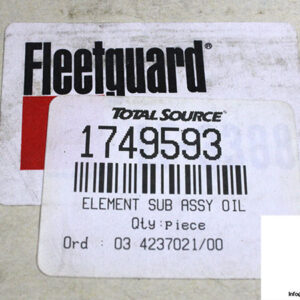 Fleetguard®
TOTAL SOURCE®
1749593
ELEMENT SUB ASSY OIL
Qty:piece
Ord : 03 4237021/00